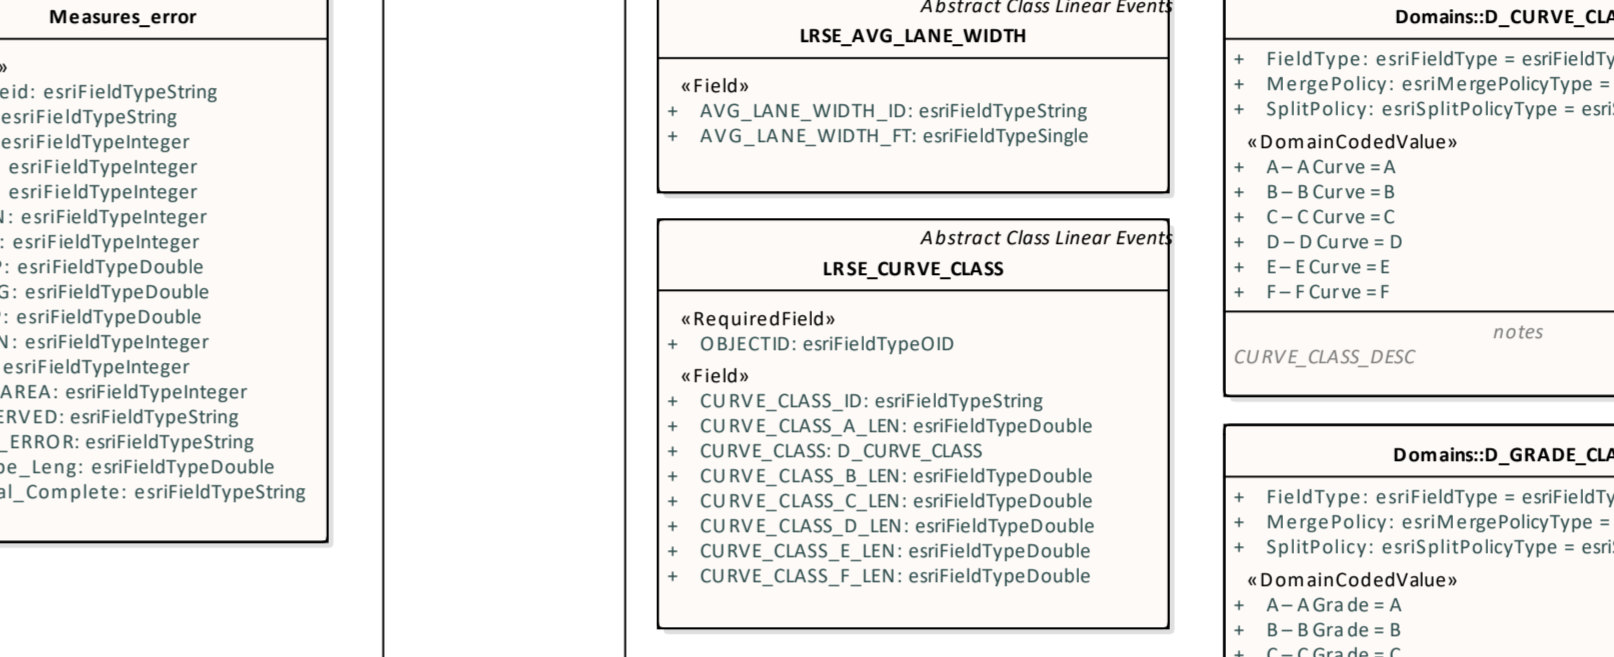 Measures_error
»
eid: esriFieldTypeString
esriFieldTypeString
esriFieldTypeInteger
esriFieldTypeInteger
esriFieldTypeInteger
N: esriFieldTypeInteger
: esriFieldTypeInteger
P: esriFieldTypeDouble
G: esriFieldTypeDouble
: esriFieldTypeDouble
N: esriFieldTypeInteger
esriFieldTypeInteger
AREA: esriFieldTypeInteger
ERVED: esriFieldTypeString
_ERROR: esriFieldTypeString
pe_Leng: esriFieldTypeDouble
al_Complete: esriFieldTypeString
Abstract Class Linear Events
LRSE_AVG_LANE_WIDTH
«Field»
+ AVG_LANE_WIDTH_ID: esriFieldTypeString
+ AVG_LANE_WIDTH_FT: esriFieldTypeSingle
Abstract Class Linear Events
LRSE_CURVE_CLASS
«RequiredField»
+ OBJECTID: esriFieldTypeOID
«Field»
+ CURVE_CLASS_ID: esriFieldTypeString
+ CURVE_CLASS_A_LEN: esriFieldTypeDouble
+ CURVE_CLASS: D_CURVE_CLASS
+ CURVE_CLASS_B_LEN: esriFieldTypeDouble
+ CURVE_CLASS_C_LEN: esriFieldTypeDouble
+ CURVE_CLASS_D_LEN: esriFieldTypeDouble
+ CURVE_CLASS_E_LEN: esriFieldTypeDouble
+ CURVE_CLASS_F_LEN: esriFieldTypeDouble
Domains::D_CURVE_CLA
+ FieldType: esriFieldType = esriFieldTy
+ MergePolicy: esriMergePolicyType =
+ SplitPolicy: esriSplitPolicyType = esri
«DomainCodedValue»
+ A – A Curve = A
+ B – B Curve = B
+ C – C Curve = C
+ D – D Curve = D
+ E – E Curve = E
+ F – F Curve = F
notes
CURVE_CLASS_DESC
Domains::D_GRADE_CLA
+ FieldType: esriFieldType = esriFieldTy
+ MergePolicy: esriMergePolicyType =
+ SplitPolicy: esriSplitPolicyType = esri
«DomainCodedValue»
+ A – A Grade = A
+ B – B Grade = B
+ C – C Grade = C